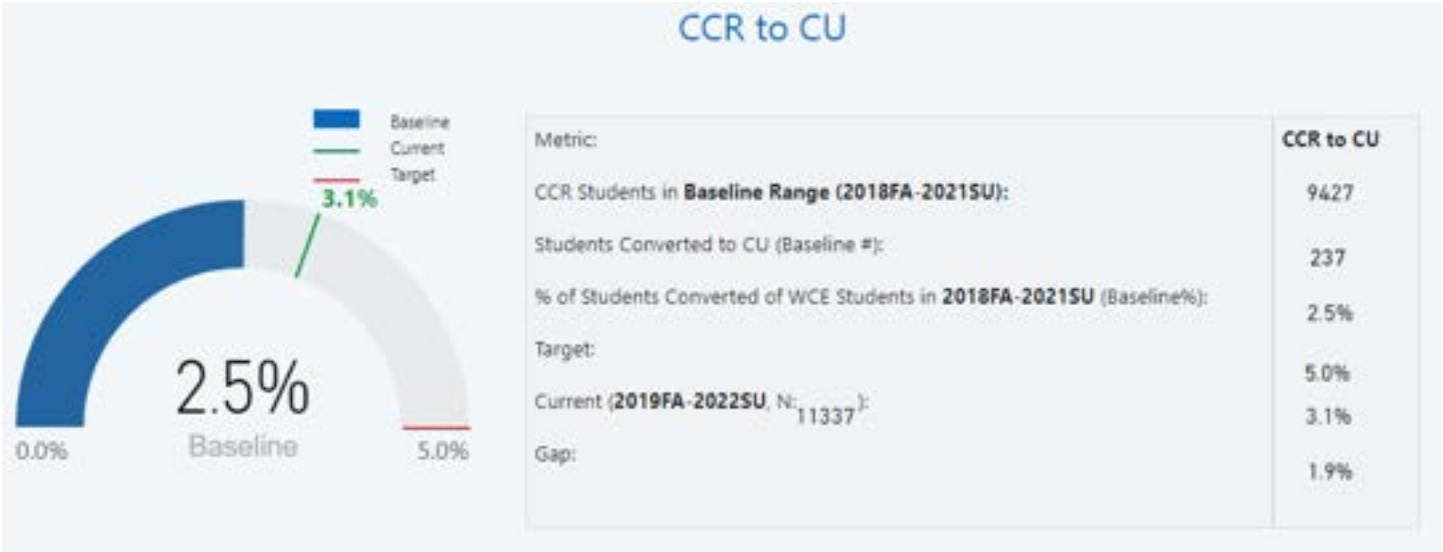 CCR to CU
Baseline
Current
Target
3.1%
2.5%
Baseline
0.0%
5.0%
Metric: CCR to CU
CCR Students in Baseline Range (2018FA-2021SU): 9427
Students Converted to CU (Baseline #): 237
% of Students Converted of WCE Students in 2018FA-2021SU (Baseline%): 2.5%
Target: 5.0%
Current (2019FA-2022SU, N: 11337 ): 3.1%
Gap: 1.9%